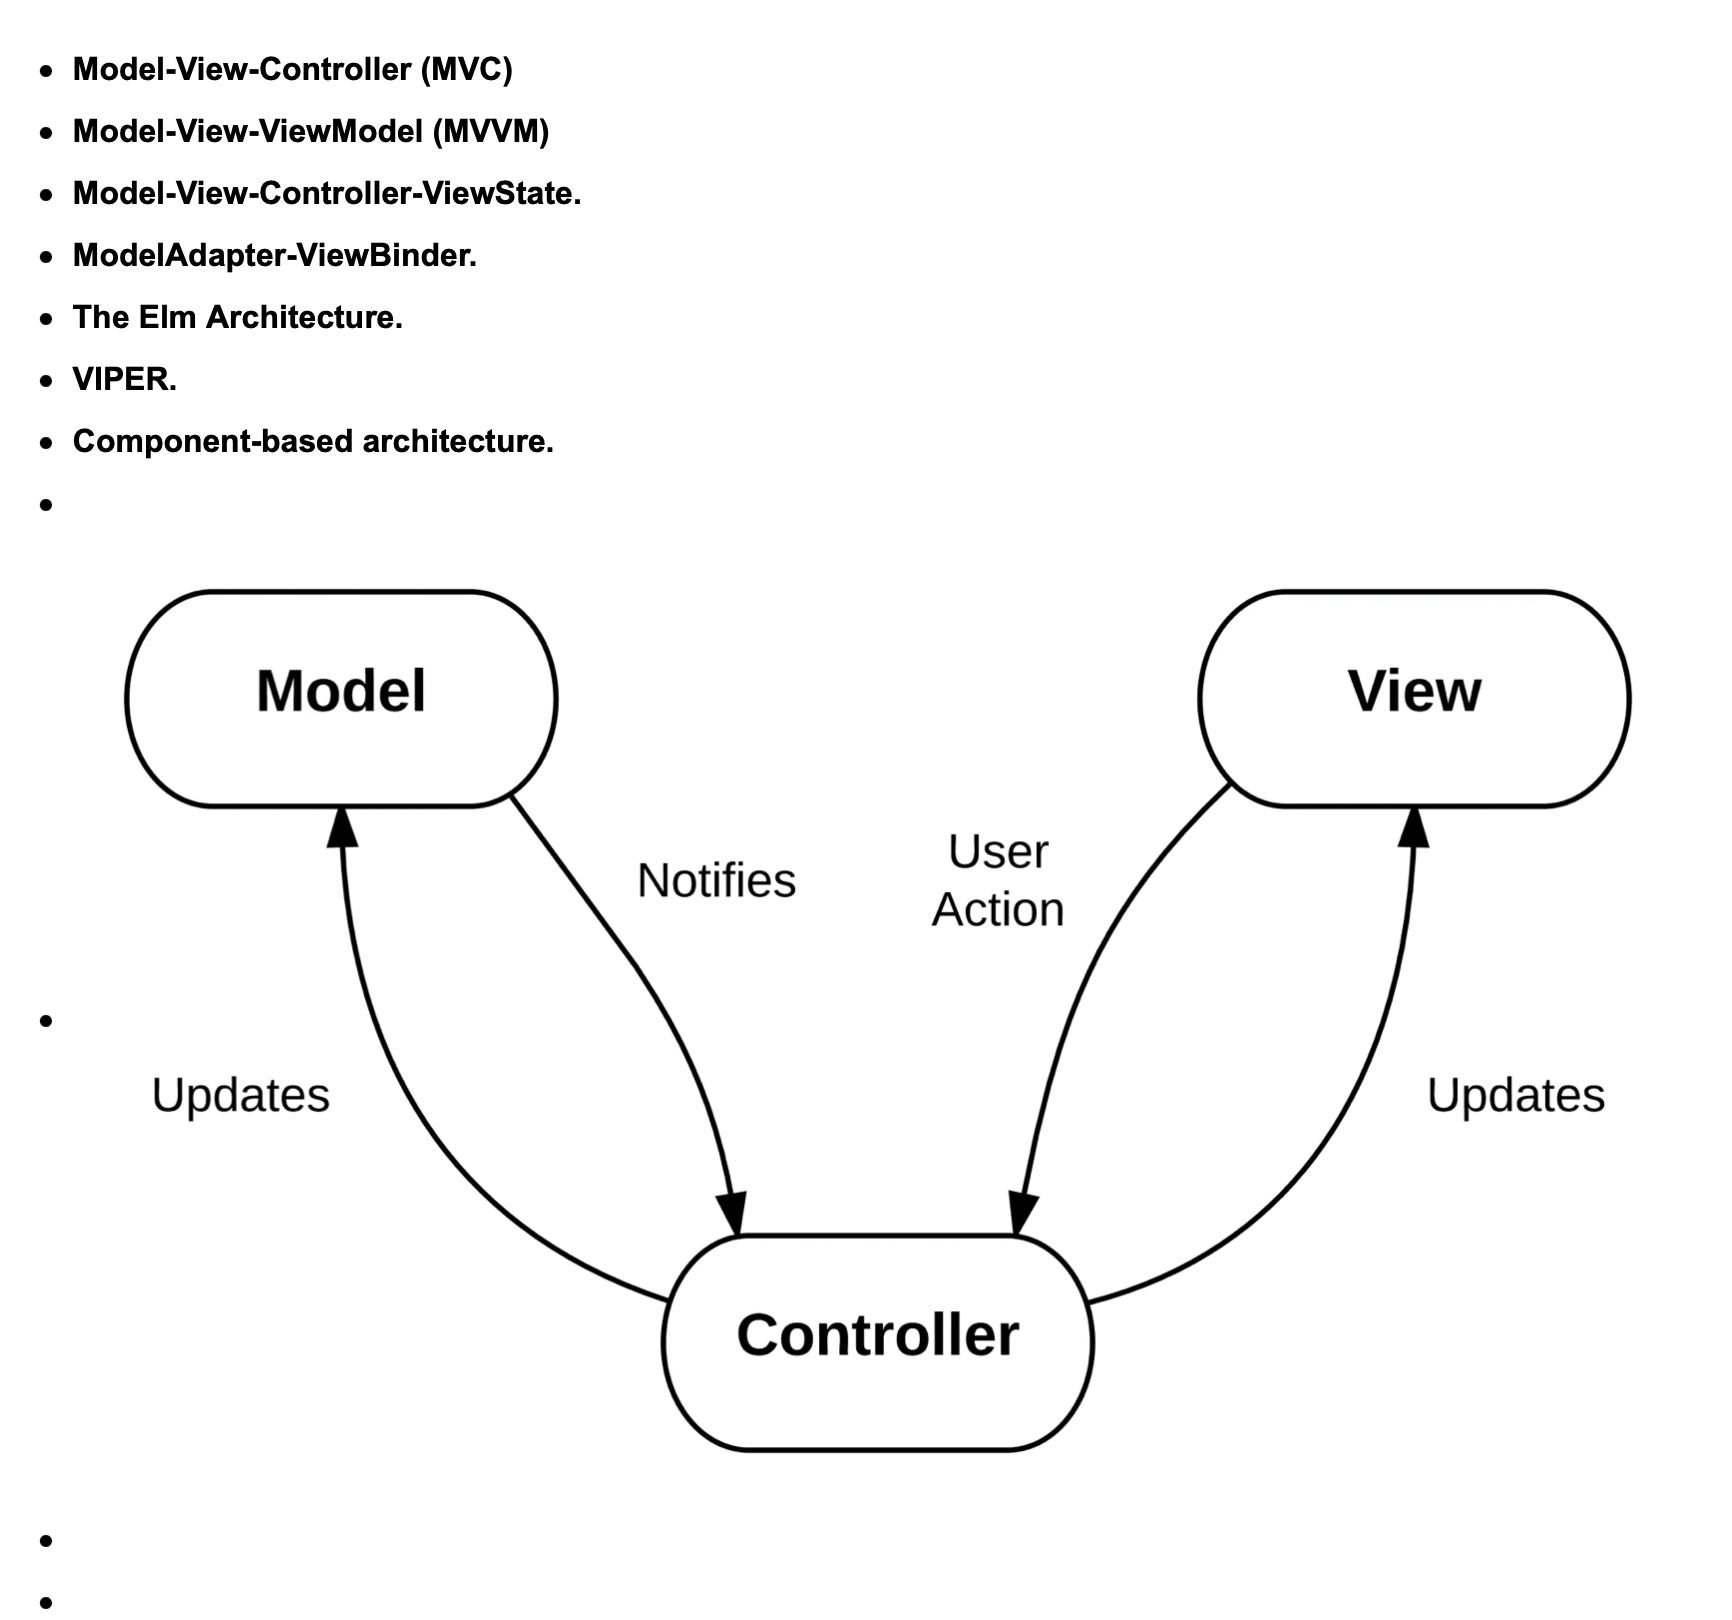 Model-View-Controller (MVC)
Model-View-ViewModel (MVVM)
Model-View-Controller-ViewState.
ModelAdapter-ViewBinder.
The Elm Architecture.
VIPER.
Component-based architecture.
Model
View
Notifies
User
Action
Updates
Updates
Controller